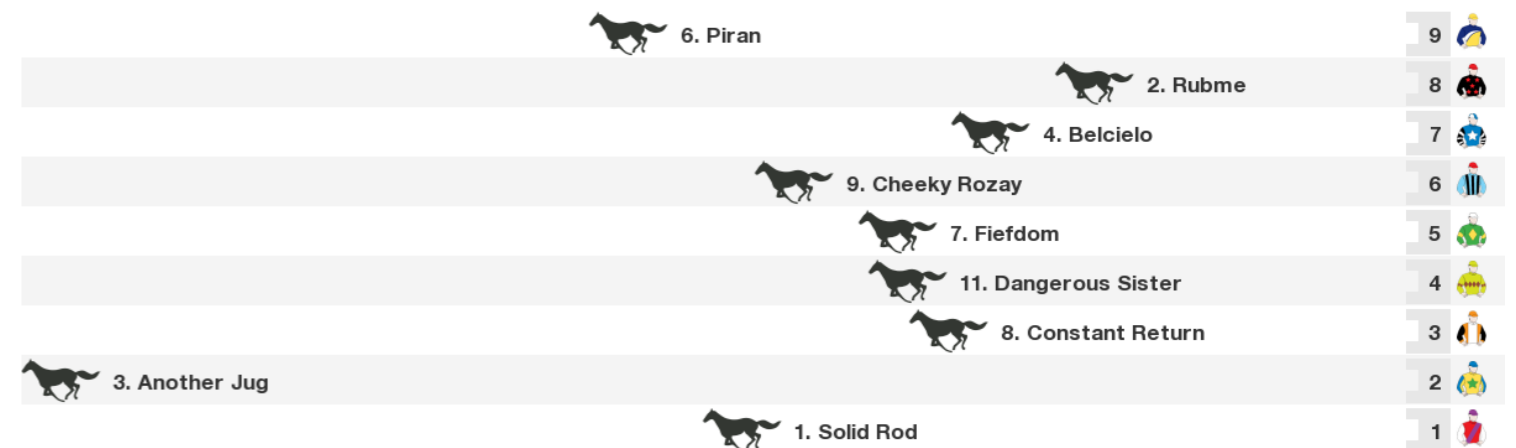 6. Piran 9
2. Rubme 8
4. Belcielo 7
9. Cheeky Rozay 6
7. Fiefdom 5
11. Dangerous Sister 4
8. Constant Return 3
3. Another Jug 2
1. Solid Rod 1